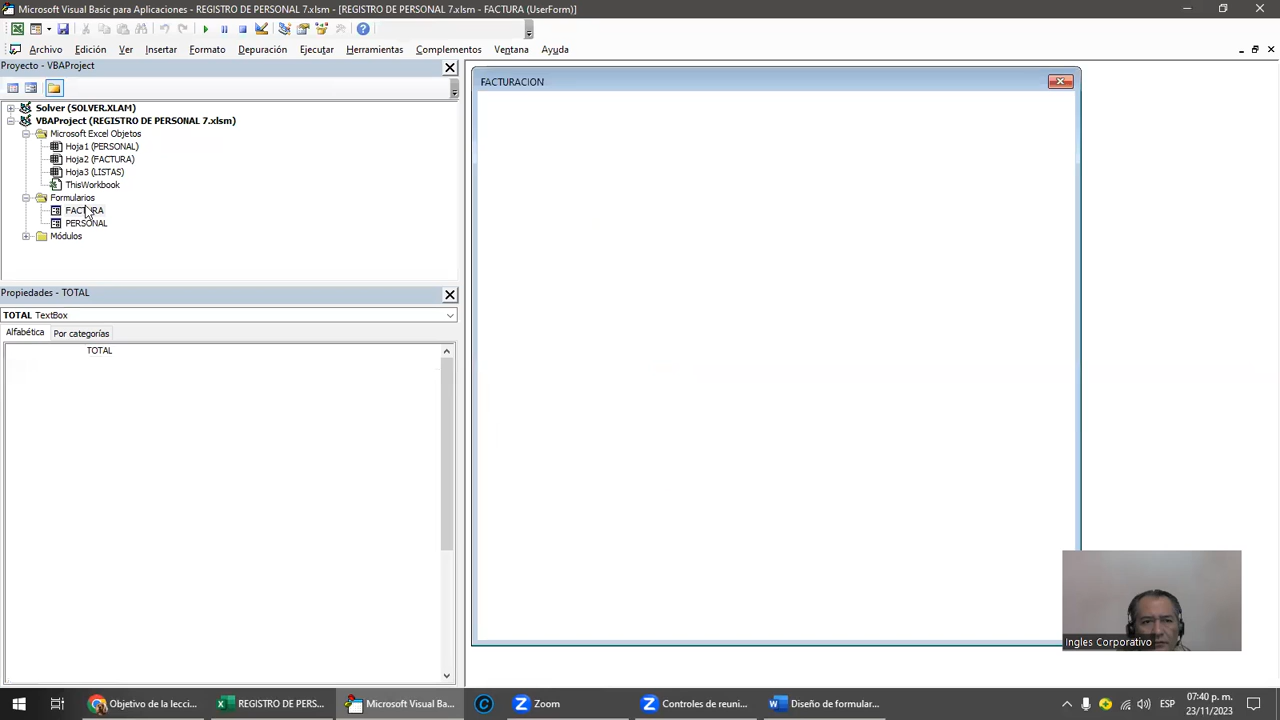 Microsoft Visual Basic para Aplicaciones - REGISTRO DE PERSONAL 7.xlsm - [REGISTRO DE PERSONAL 7.xlsm - FACTURA (UserForm)]
Archivo Edición Ver Insertar Formato Depuración Ejecutar Herramientas Complementos Ventana Ayuda
Proyecto - VBAProject
Solver (SOLVER.XLAM)
VBAProject (REGISTRO DE PERSONAL 7.xlsm)
Microsoft Excel Objetos
Hoja1 (PERSONAL)
Hoja2 (FACTURA)
Hoja3 (LISTAS)
ThisWorkbook
Formularios
FACTURA
PERSONAL
Módulos
Propiedades - TOTAL
TOTAL TextBox
Alfabética Por categorías
TOTAL
FACTURACION
Ingles Corporativo
Objetivo de la lecci...
REGISTRO DE PERS...
Microsoft Visual Ba...
Zoom
Controles de reuni...
Diseño de formular...
ESP
07:40 p. m.
23/11/2023